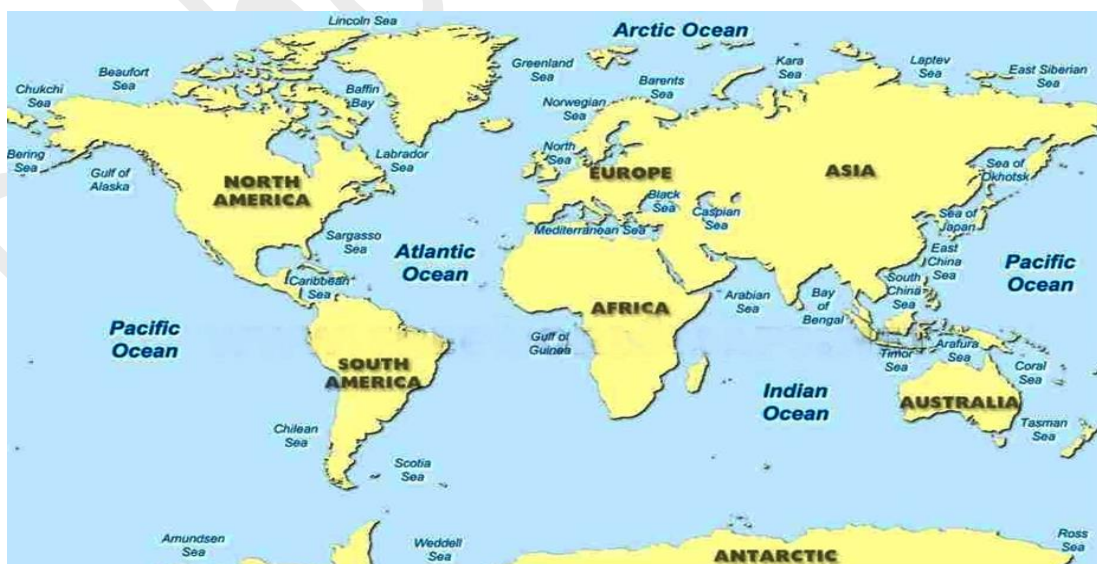 Lincoln Sea
Arctic Ocean
Beaufort
Sea
Chukchi
Sea
Baffin
Bay
Greenland
Sea
Barents
Sea
Kara
Sea
Laptev
Sea
East Siberian
Sea
Norwegian
Sea
Bering
Sea
Gulf of
Alaska
Labrador
Sea
North
Sea
NORTH
AMERICA
EUROPE
ASIA
Sea of
Okhotsk
Black
Sea
Caspian
Sea
Sea of
Japan
Mediterranean Sea
Sargasso
Sea
Atlantic
Ocean
East
China
Sea
Pacific
Ocean
Caribbean
Sea
South
China
Sea
AFRICA
Arabian
Sea
Bay
of
Bengal
Pacific
Ocean
Gulf of
Guinea
Timor
Sea
Arafura
Sea
Coral
Sea
SOUTH
AMERICA
Indian
Ocean
AUSTRALIA
Chilean
Sea
Tasman
Sea
Scotia
Sea
Amundsen
Sea
Weddell
Sea
Ross
Sea
ANTARCTIC